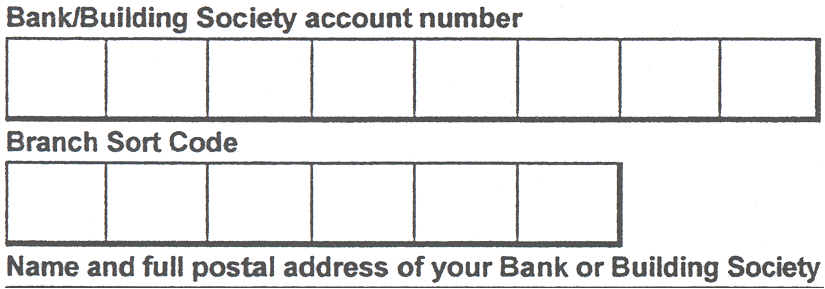 Bank/Building Society account number
Branch Sort Code
Name and full postal address of your Bank or Building Society